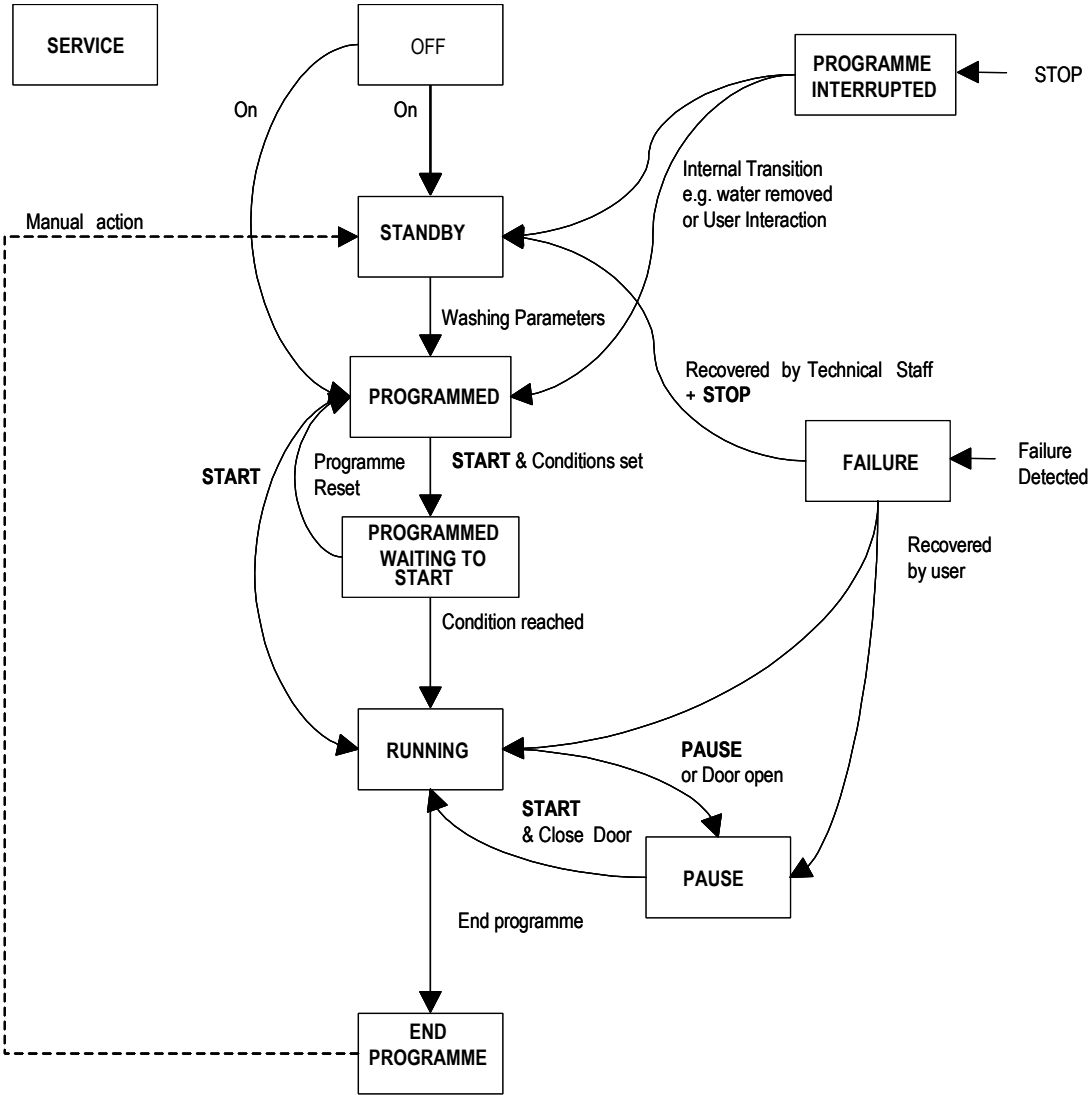 SERVICE
OFF
PROGRAMME
INTERRUPTED
STOP
On
On
Internal Transition
e.g. water removed
or User Interaction
Manual action
STANDBY
Washing Parameters
Recovered by Technical Staff
+ STOP
PROGRAMMED
START
Programme
Reset
START & Conditions set
FAILURE
Failure
Detected
PROGRAMMED
WAITING TO
START
Recovered
by user
Condition reached
RUNNING
PAUSE
or Door open
START
& Close Door
PAUSE
End programme
END
PROGRAMME